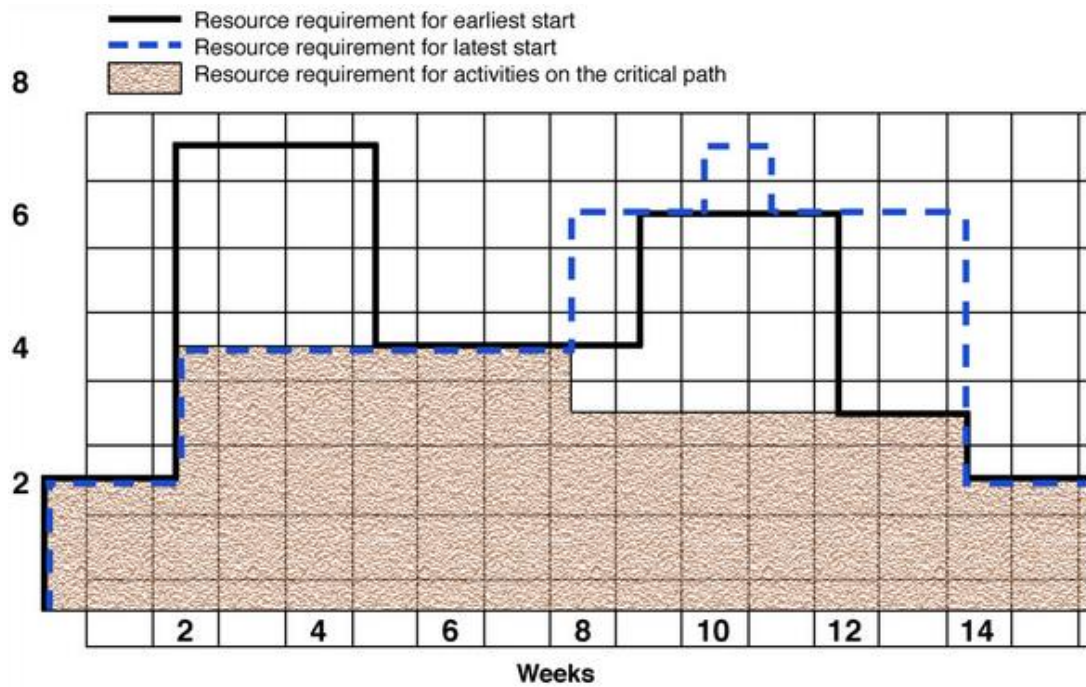 Resource requirement for earliest start
Resource requirement for latest start
Resource requirement for activities on the critical path
8
6
4
2
2 4 6 8 10 12 14
Weeks